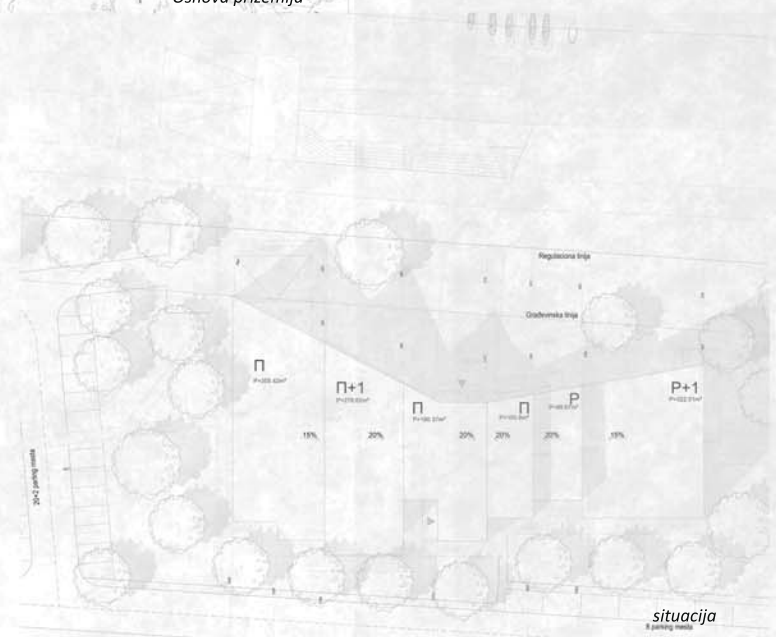 Osnova prizemlja
Regulaciona linija
Građevinska linija
П
П+1
П
П
P
P+1
15%
20%
20%
20%
20%
15%
20+2 parking mesta
situacija
8 parking mesta